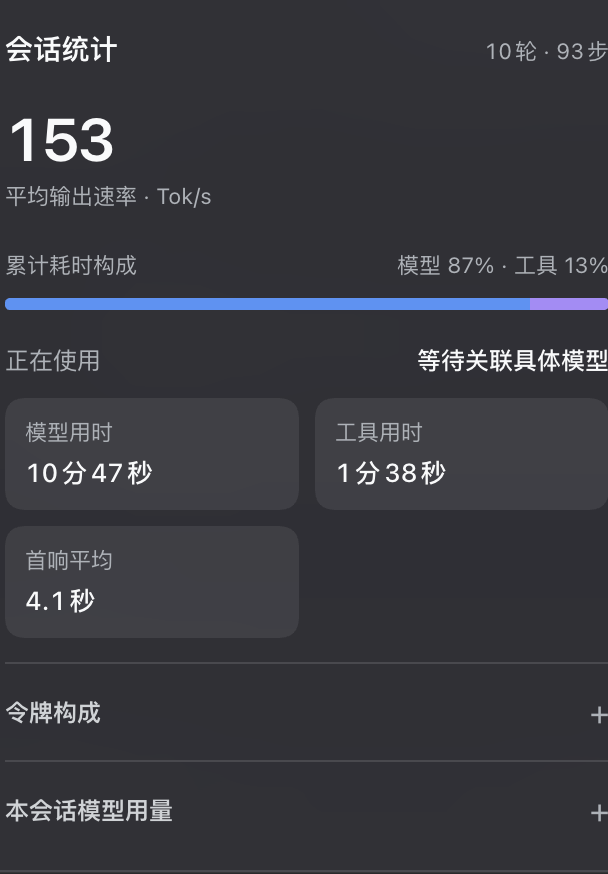 会话统计
10轮 · 93步
153
平均输出速率 · Tok/s
累计耗时构成
模型 87% · 工具 13%
正在使用
等待关联具体模型
模型用时
10分47秒
工具用时
1分38秒
首响平均
4.1秒
令牌构成
+
本会话模型用量
+